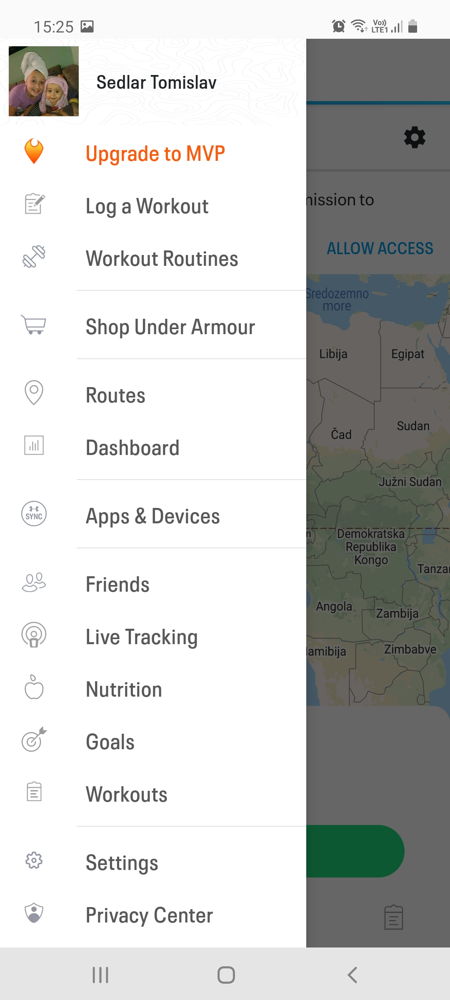 15:25
Vo))
LTE1
Sedlar Tomislav
Upgrade to MVP
Log a Workout
mission to
ALLOW ACCESS
Workout Routines
Sredozemno
more
Shop Under Armour
Libija
Egipat
Routes
Čad
Sudan
Dashboard
Južni Sudan
SYNC
Apps & Devices
n
Demokratska
Republika
Kongo
Tanzan
Friends
Angola
Zambija
Live Tracking
amibija
Zimbabve
Nutrition
Goals
Workouts
Settings
Privacy Center